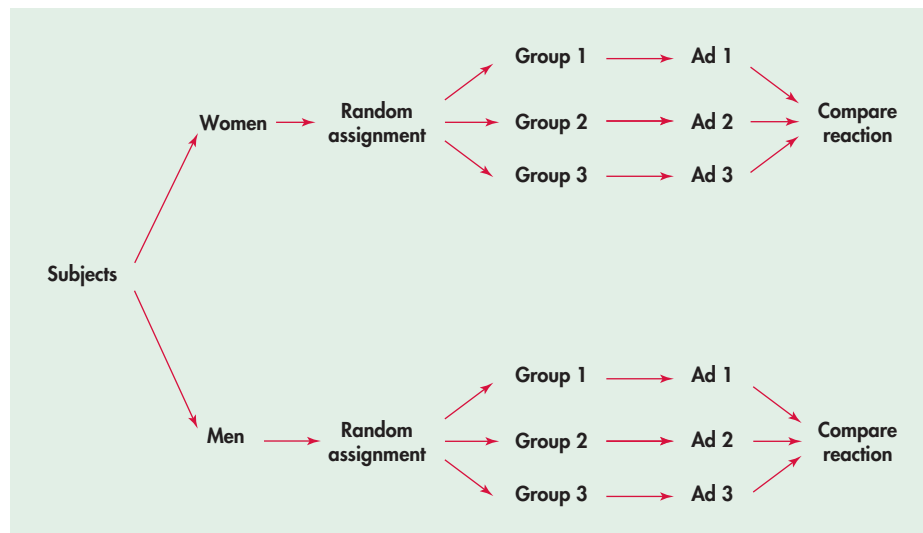 Group 1
Ad 1
Women
Random
assignment
Group 2
Ad 2
Compare
reaction
Group 3
Ad 3
Subjects
Group 1
Ad 1
Men
Random
assignment
Group 2
Ad 2
Compare
reaction
Group 3
Ad 3